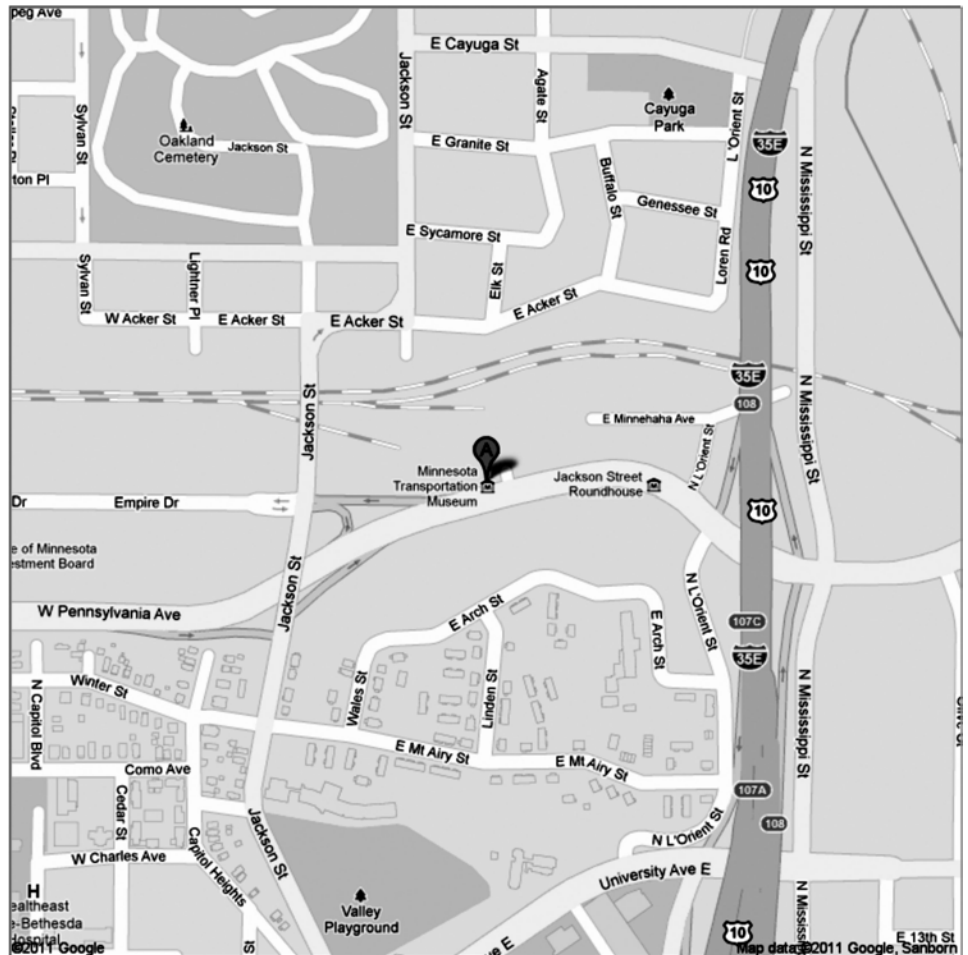 peg Ave
E Cayuga St
Sylvan St
Jackson St
Agate St
Cayuga
Park
L'Orient St
35E
N Mississippi St
Oakland
Cemetery
Jackson St
E Granite St
10
ton Pl
Buffalo St
Genessee St
E Sycamore St
Loren Rd
Sylvan St
Lightner Pl
Elk St
10
W Acker St
E Acker St
E Acker St
E Acker St
35E
108
Jackson St
E Minnehaha Ave
N Mississippi St
N L'Orient St
A
Minnesota
Transportation
Museum
Jackson Street
Roundhouse
Dr
Empire Dr
10
e of Minnesota
estment Board
Jackson St
W Pennsylvania Ave
E Arch St
E Arch St
N L'Orient St
107C
35E
N Capitol Blvd
Winter St
Wales St
Linden St
N Mississippi St
E Mt Airy St
E Mt Airy St
Como Ave
107A
Cedar St
Jackson St
108
N L'Orient St
W Charles Ave
Capitol Heights
University Ave E
H
ealtheast
e-Bethesda
Hospital
Valley
Playground
N Mississi
St
ve E
10
E 13th St
©2011 Google
Map data ©2011 Google, Sanborn